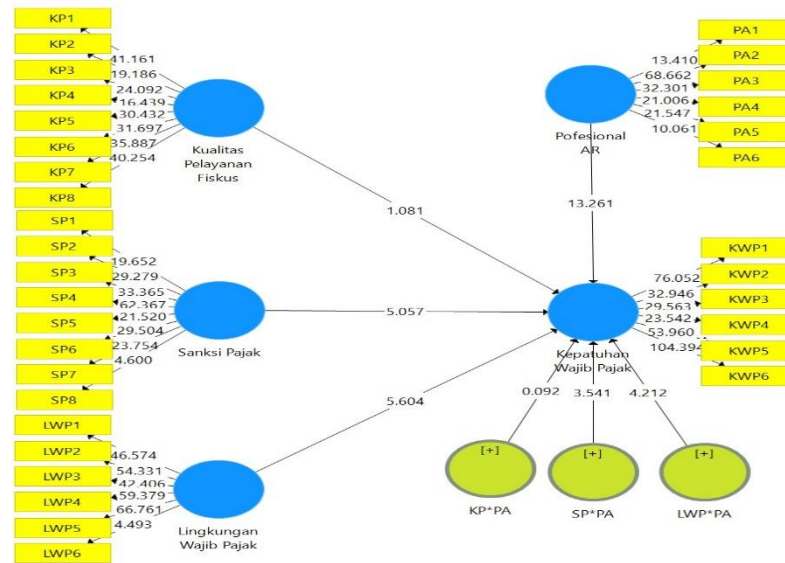 KP1
KP2
KP3
KP4
KP5
KP6
KP7
KP8
41.161
19.186
24.092
16.439
30.432
31.697
35.887
40.254
Kualitas
Pelayanan
Fiskus
SP1
SP2
SP3
SP4
SP5
SP6
SP7
SP8
19.652
29.279
33.365
62.367
21.520
29.504
23.754
4.600
Sanksi Pajak
LWP1
LWP2
LWP3
LWP4
LWP5
LWP6
46.574
54.331
42.406
59.379
66.761
4.493
Lingkungan
Wajib Pajak
1.081
5.057
5.604
13.261
Pofesional
AR
13.410
68.662
32.301
21.006
21.547
10.061
PA1
PA2
PA3
PA4
PA5
PA6
Kepatuhan
Wajib Pajak
76.052
32.946
29.563
23.542
53.960
104.394
KWP1
KWP2
KWP3
KWP4
KWP5
KWP6
0.092
3.541
4.212
[+]
[+]
[+]
KP*PA
SP*PA
LWP*PA